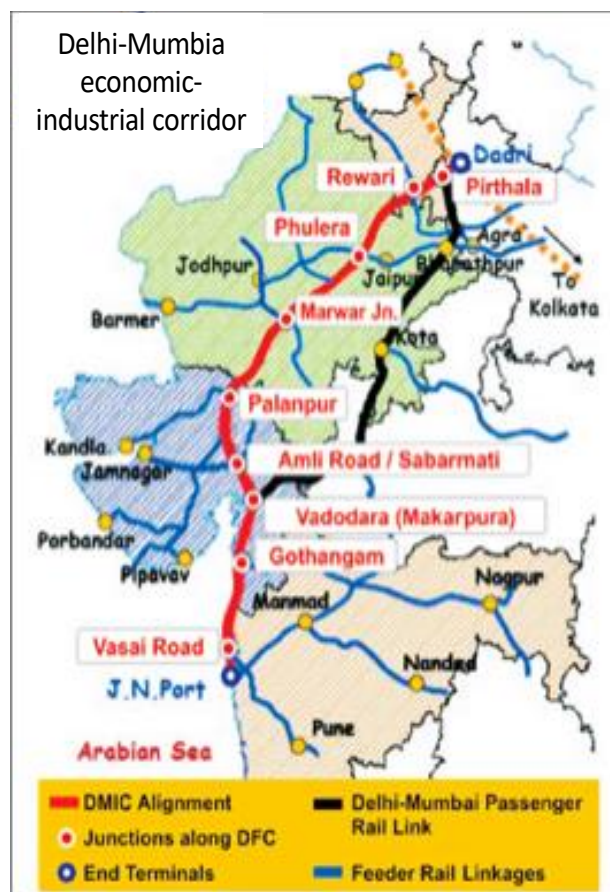 Delhi-Mumbia
economic-
industrial corridor
Dadri
Rewari
Pirthala
Phulera
Agra
Jodhpur
Jaipur
Bharathpur
To
Kolkata
Barmer
Marwar Jn.
Kota
Palanpur
Kandla
Jamnagar
Amli Road / Sabarmati
Porbandar
Vadodara (Makarpura)
Pipavav
Gothangam
Nagpur
Manmad
Vasai Road
Nanded
J.N.Port
Pune
Arabian Sea
DMIC Alignment
Delhi-Mumbai Passenger
Rail Link
Junctions along DFC
End Terminals
Feeder Rail Linkages